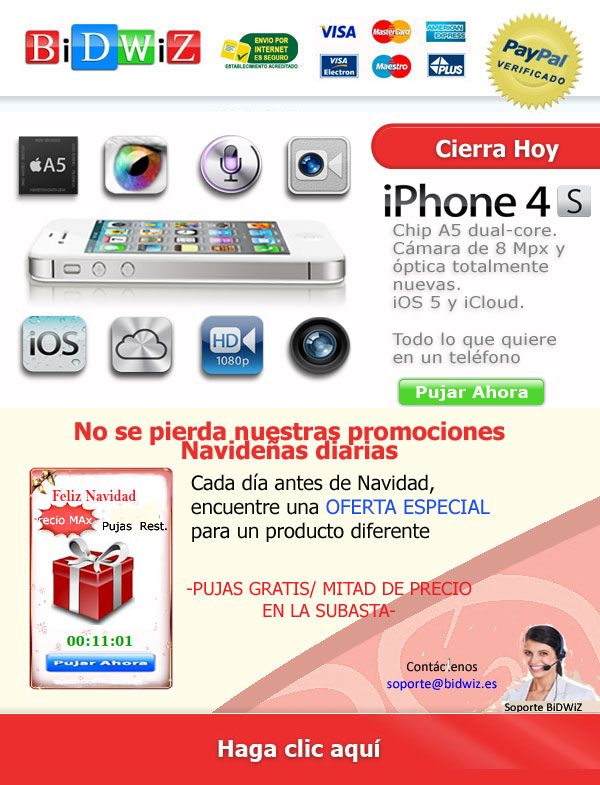 BiDWiZ
ENVIO POR
INTERNET
ES SEGURO
ESTABLECIMIENTO ACREDITADO
VISA
MasterCard
AMERICAN EXPRESS
VISA
Electron
Maestro
PLUS
PayPal
VERIFICADO
A5
Cierra Hoy
iPhone 4 S
Chip A5 dual-core.
Cámara de 8 Mpx y
óptica totalmente
nuevas.
iOS 5 y iCloud.
Todo lo que quiere
en un teléfono
iOS
HD
1080p
Pujar Ahora
No se pierda nuestras promociones
Navideñas diarias
Feliz Navidad
recio MAx
Pujas Rest.
00:11:01
Pujar Ahora
Cada día antes de Navidad,
encuentre una OFERTA ESPECIAL
para un producto diferente
-PUJAS GRATIS/ MITAD DE PRECIO
EN LA SUBASTA-
Contáctenos
soporte@bidwiz.es
Soporte BiDWiZ
Haga clic aquí